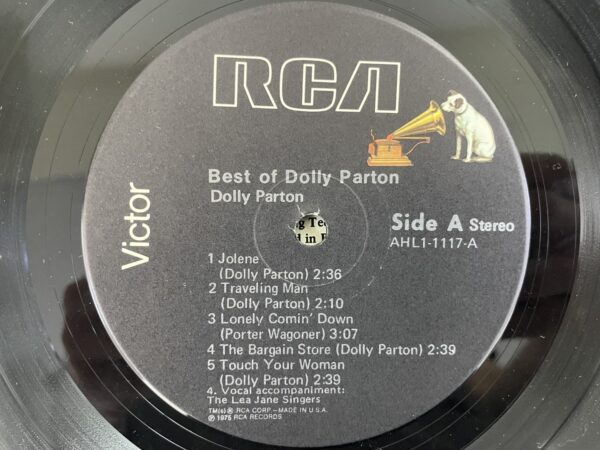 RCA
Victor
Best of Dolly Parton
Dolly Parton
Side A Stereo
AHL1-1117-A
1 Jolene
(Dolly Parton) 2:36
2 Traveling Man
(Dolly Parton) 2:10
3 Lonely Comin' Down
(Porter Wagoner) 3:07
4 The Bargain Store (Dolly Parton) 2:39
5 Touch Your Woman
(Dolly Parton) 2:39
4. Vocal accompaniment:
The Lea Jane Singers
TM(s) ® RCA CORP—MADE IN U.S.A.
℗ 1975 RCA RECORDS